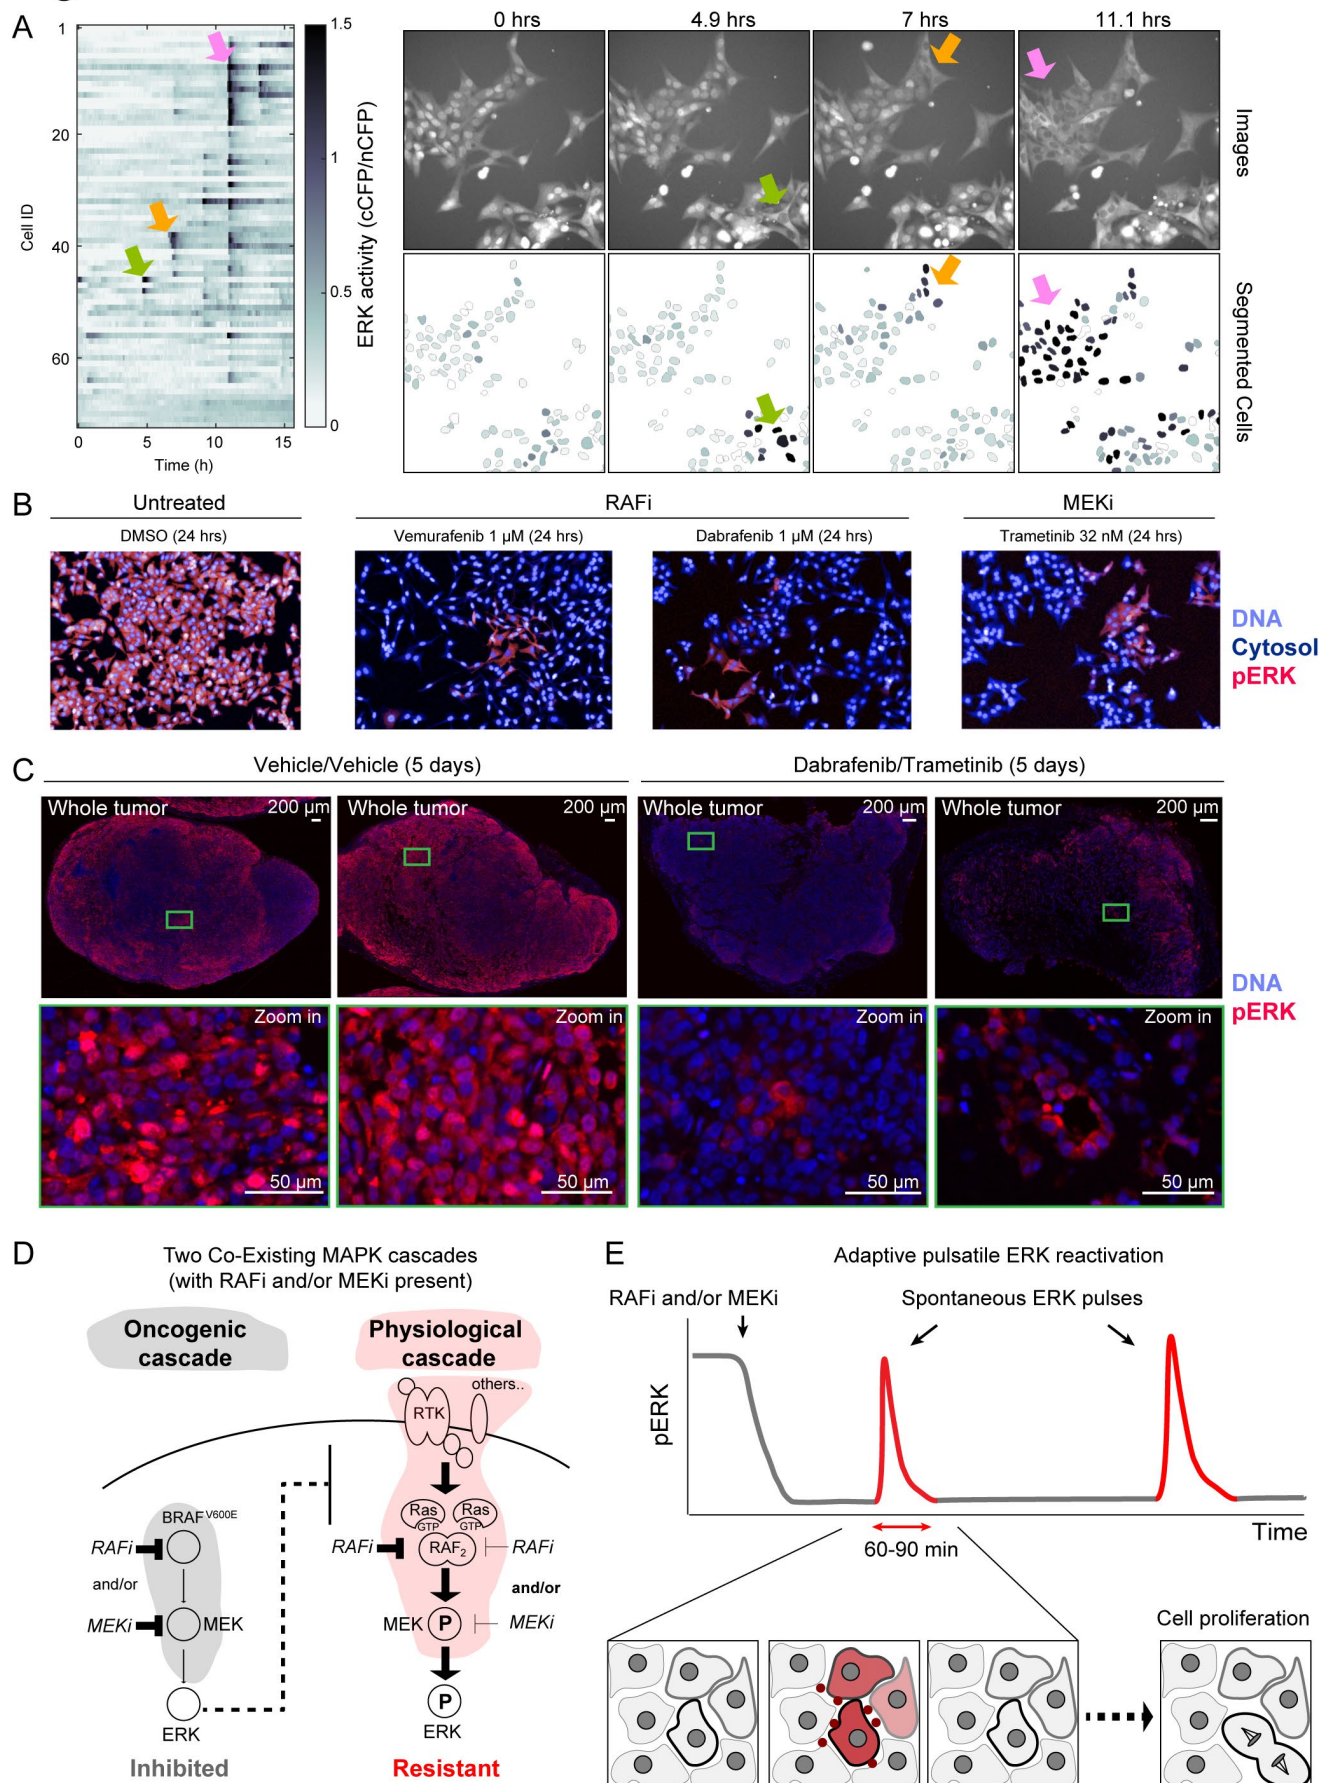 A
0 hrs
4.9 hrs
7 hrs
11.1 hrs
1
20
40
60
Cell ID
0
5
10
15
Time (h)
1.5
1
0.5
0
ERK activity (cCFP/nCFP)
Images
Segmented Cells
B
Untreated
RAFi
MEKi
DMSO (24 hrs)
Vemurafenib 1 µM (24 hrs)
Dabrafenib 1 µM (24 hrs)
Trametinib 32 nM (24 hrs)
DNA
Cytosol
pERK
C
Vehicle/Vehicle (5 days)
Dabrafenib/Trametinib (5 days)
Whole tumor
200 µm
Whole tumor
200 µm
Whole tumor
200 µm
Whole tumor
200 µm
DNA
pERK
Zoom in
50 µm
Zoom in
50 µm
Zoom in
50 µm
Zoom in
50 µm
D
Two Co-Existing MAPK cascades
(with RAFi and/or MEKi present)
Oncogenic
cascade
Physiological
cascade
others..
RTK
BRAF V600E
RAFi
and/or
MEKi
MEK
ERK
Inhibited
Ras
GTP
Ras
GTP
RAFi
RAF2
RAFi
and/or
MEK
P
MEKi
P
ERK
Resistant
E
Adaptive pulsatile ERK reactivation
RAFi and/or MEKi
Spontaneous ERK pulses
pERK
Time
60-90 min
Cell proliferation